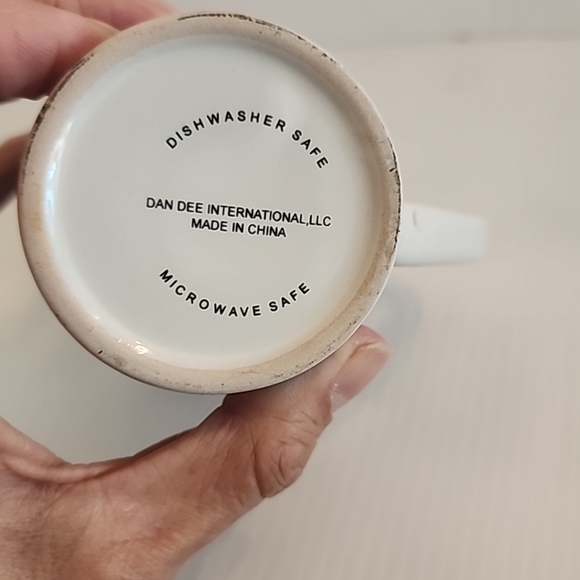 DISHWASHER SAFE
DAN DEE INTERNATIONAL,LLC
MADE IN CHINA
MICROWAVE SAFE